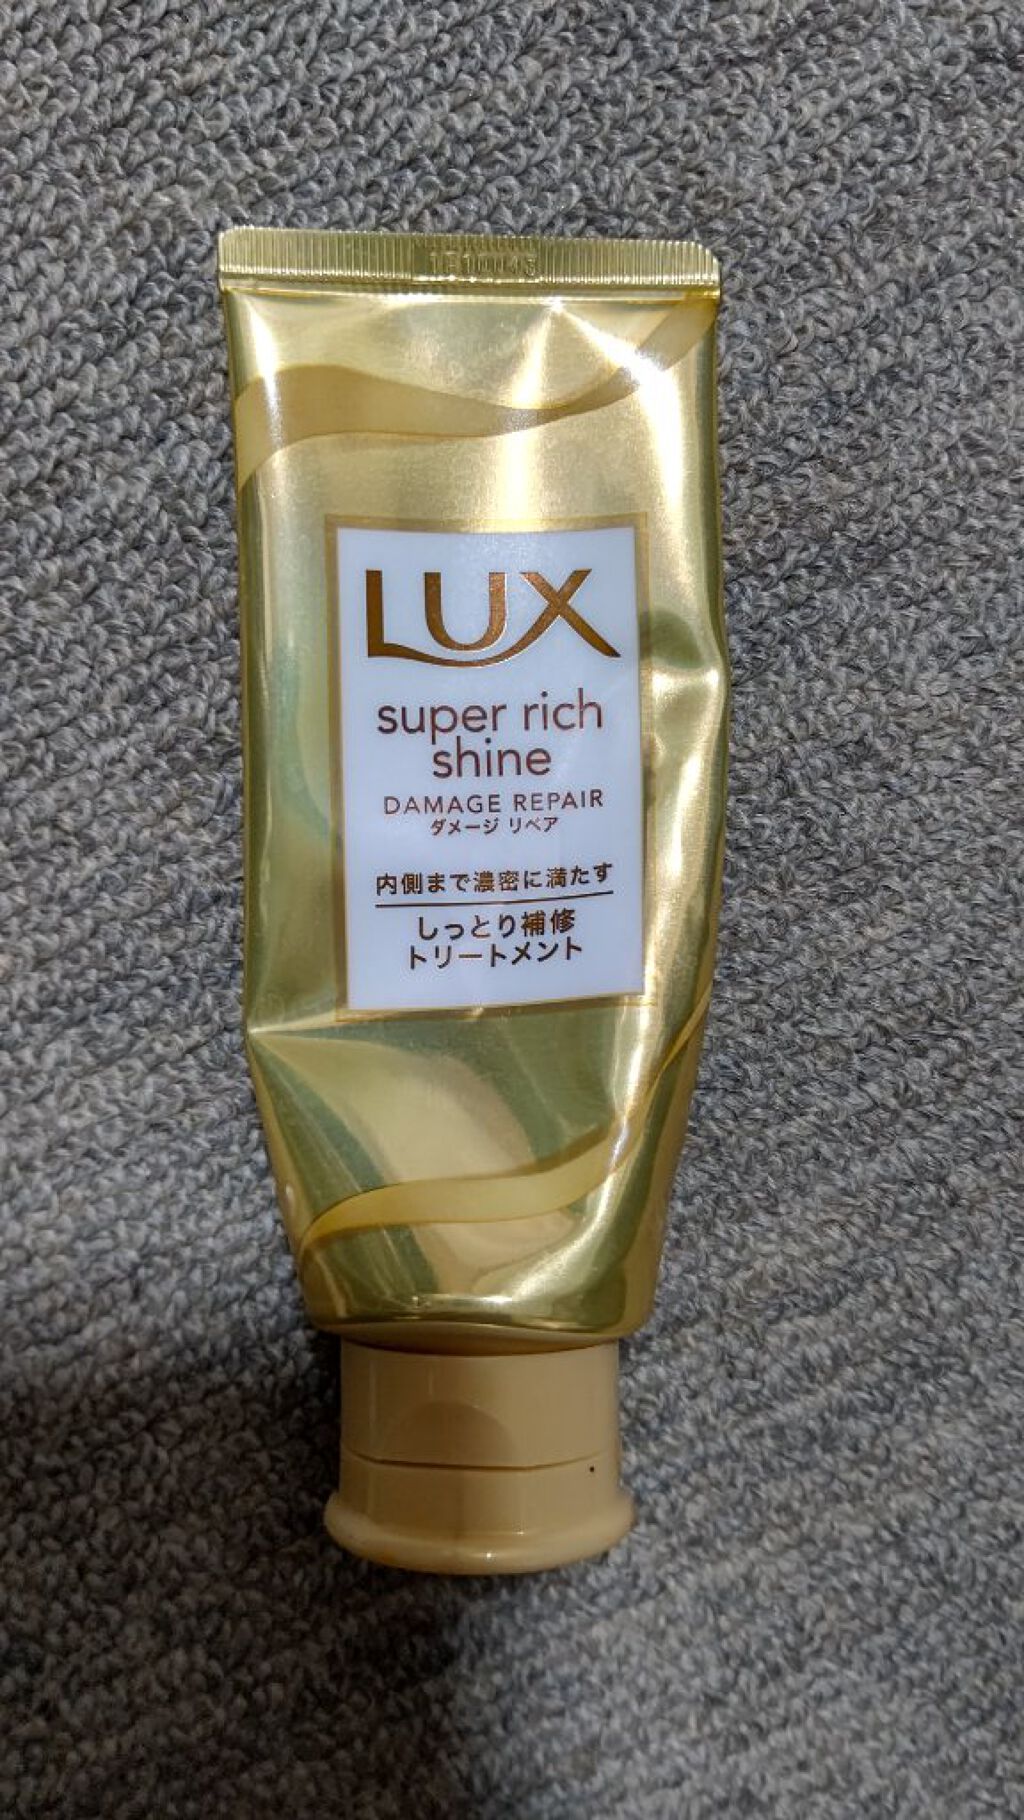 LUX
super rich
shine
DAMAGE REPAIR
ダメージ リペア
内側まで濃密に満たす
しっとり補修
トリートメント